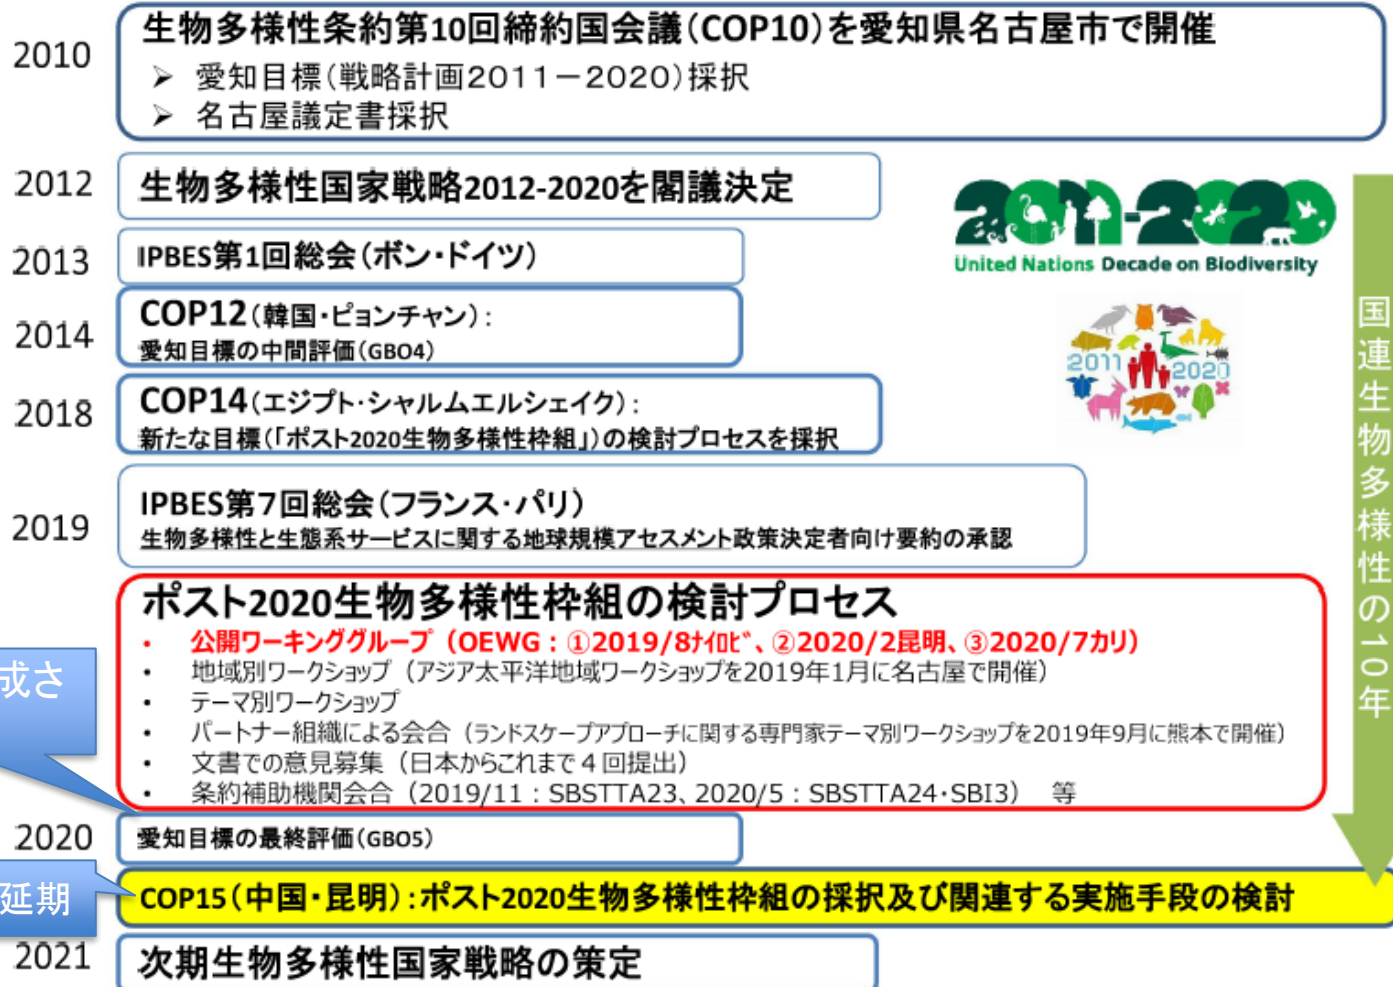 2010
生物多様性条約第10回締約国会議(COP10)を愛知県名古屋市で開催
➢ 愛知目標(戦略計画2011－2020)採択
➢ 名古屋議定書採択
2012
生物多様性国家戦略2012-2020を閣議決定
2011-2020
United Nations Decade on Biodiversity
2013
IPBES第1回総会(ボン・ドイツ)
2014
COP12(韓国・ピョンチャン):
愛知目標の中間評価(GBO4)
2011 2020
2018
COP14(エジプト・シャルムエルシェイク):
新たな目標(「ポスト2020生物多様性枠組」)の検討プロセスを採択
2019
IPBES第7回総会(フランス・パリ)
生物多様性と生態系サービスに関する地球規模アセスメント政策決定者向け要約の承認
国連生物多様性の10年
ポスト2020生物多様性枠組の検討プロセス
• 公開ワーキンググループ（OEWG：①2019/8ﾅｲﾛﾋﾞ、②2020/2昆明、③2020/7カリ）
• 地域別ワークショップ（アジア太平洋地域ワークショップを2019年1月に名古屋で開催）
• テーマ別ワークショップ
• パートナー組織による会合（ランドスケープアプローチに関する専門家テーマ別ワークショップを2019年9月に熊本で開催）
• 文書での意見募集（日本からこれまで４回提出）
• 条約補助機関会合（2019/11：SBSTTA23、2020/5：SBSTTA24・SBI3） 等
成さ
2020
愛知目標の最終評価(GBO5)
延期
COP15(中国・昆明):ポスト2020生物多様性枠組の採択及び関連する実施手段の検討
2021
次期生物多様性国家戦略の策定